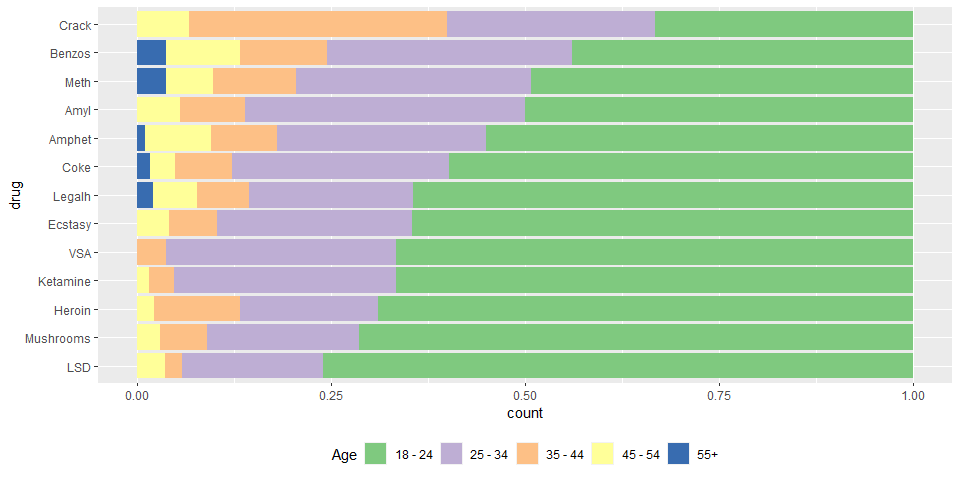 drug
Crack
Benzos
Meth
Amyl
Amphet
Coke
Legalh
Ecstasy
VSA
Ketamine
Heroin
Mushrooms
LSD
0.00 0.25 0.50 0.75 1.00
count
Age 18 - 24 25 - 34 35 - 44 45 - 54 55+